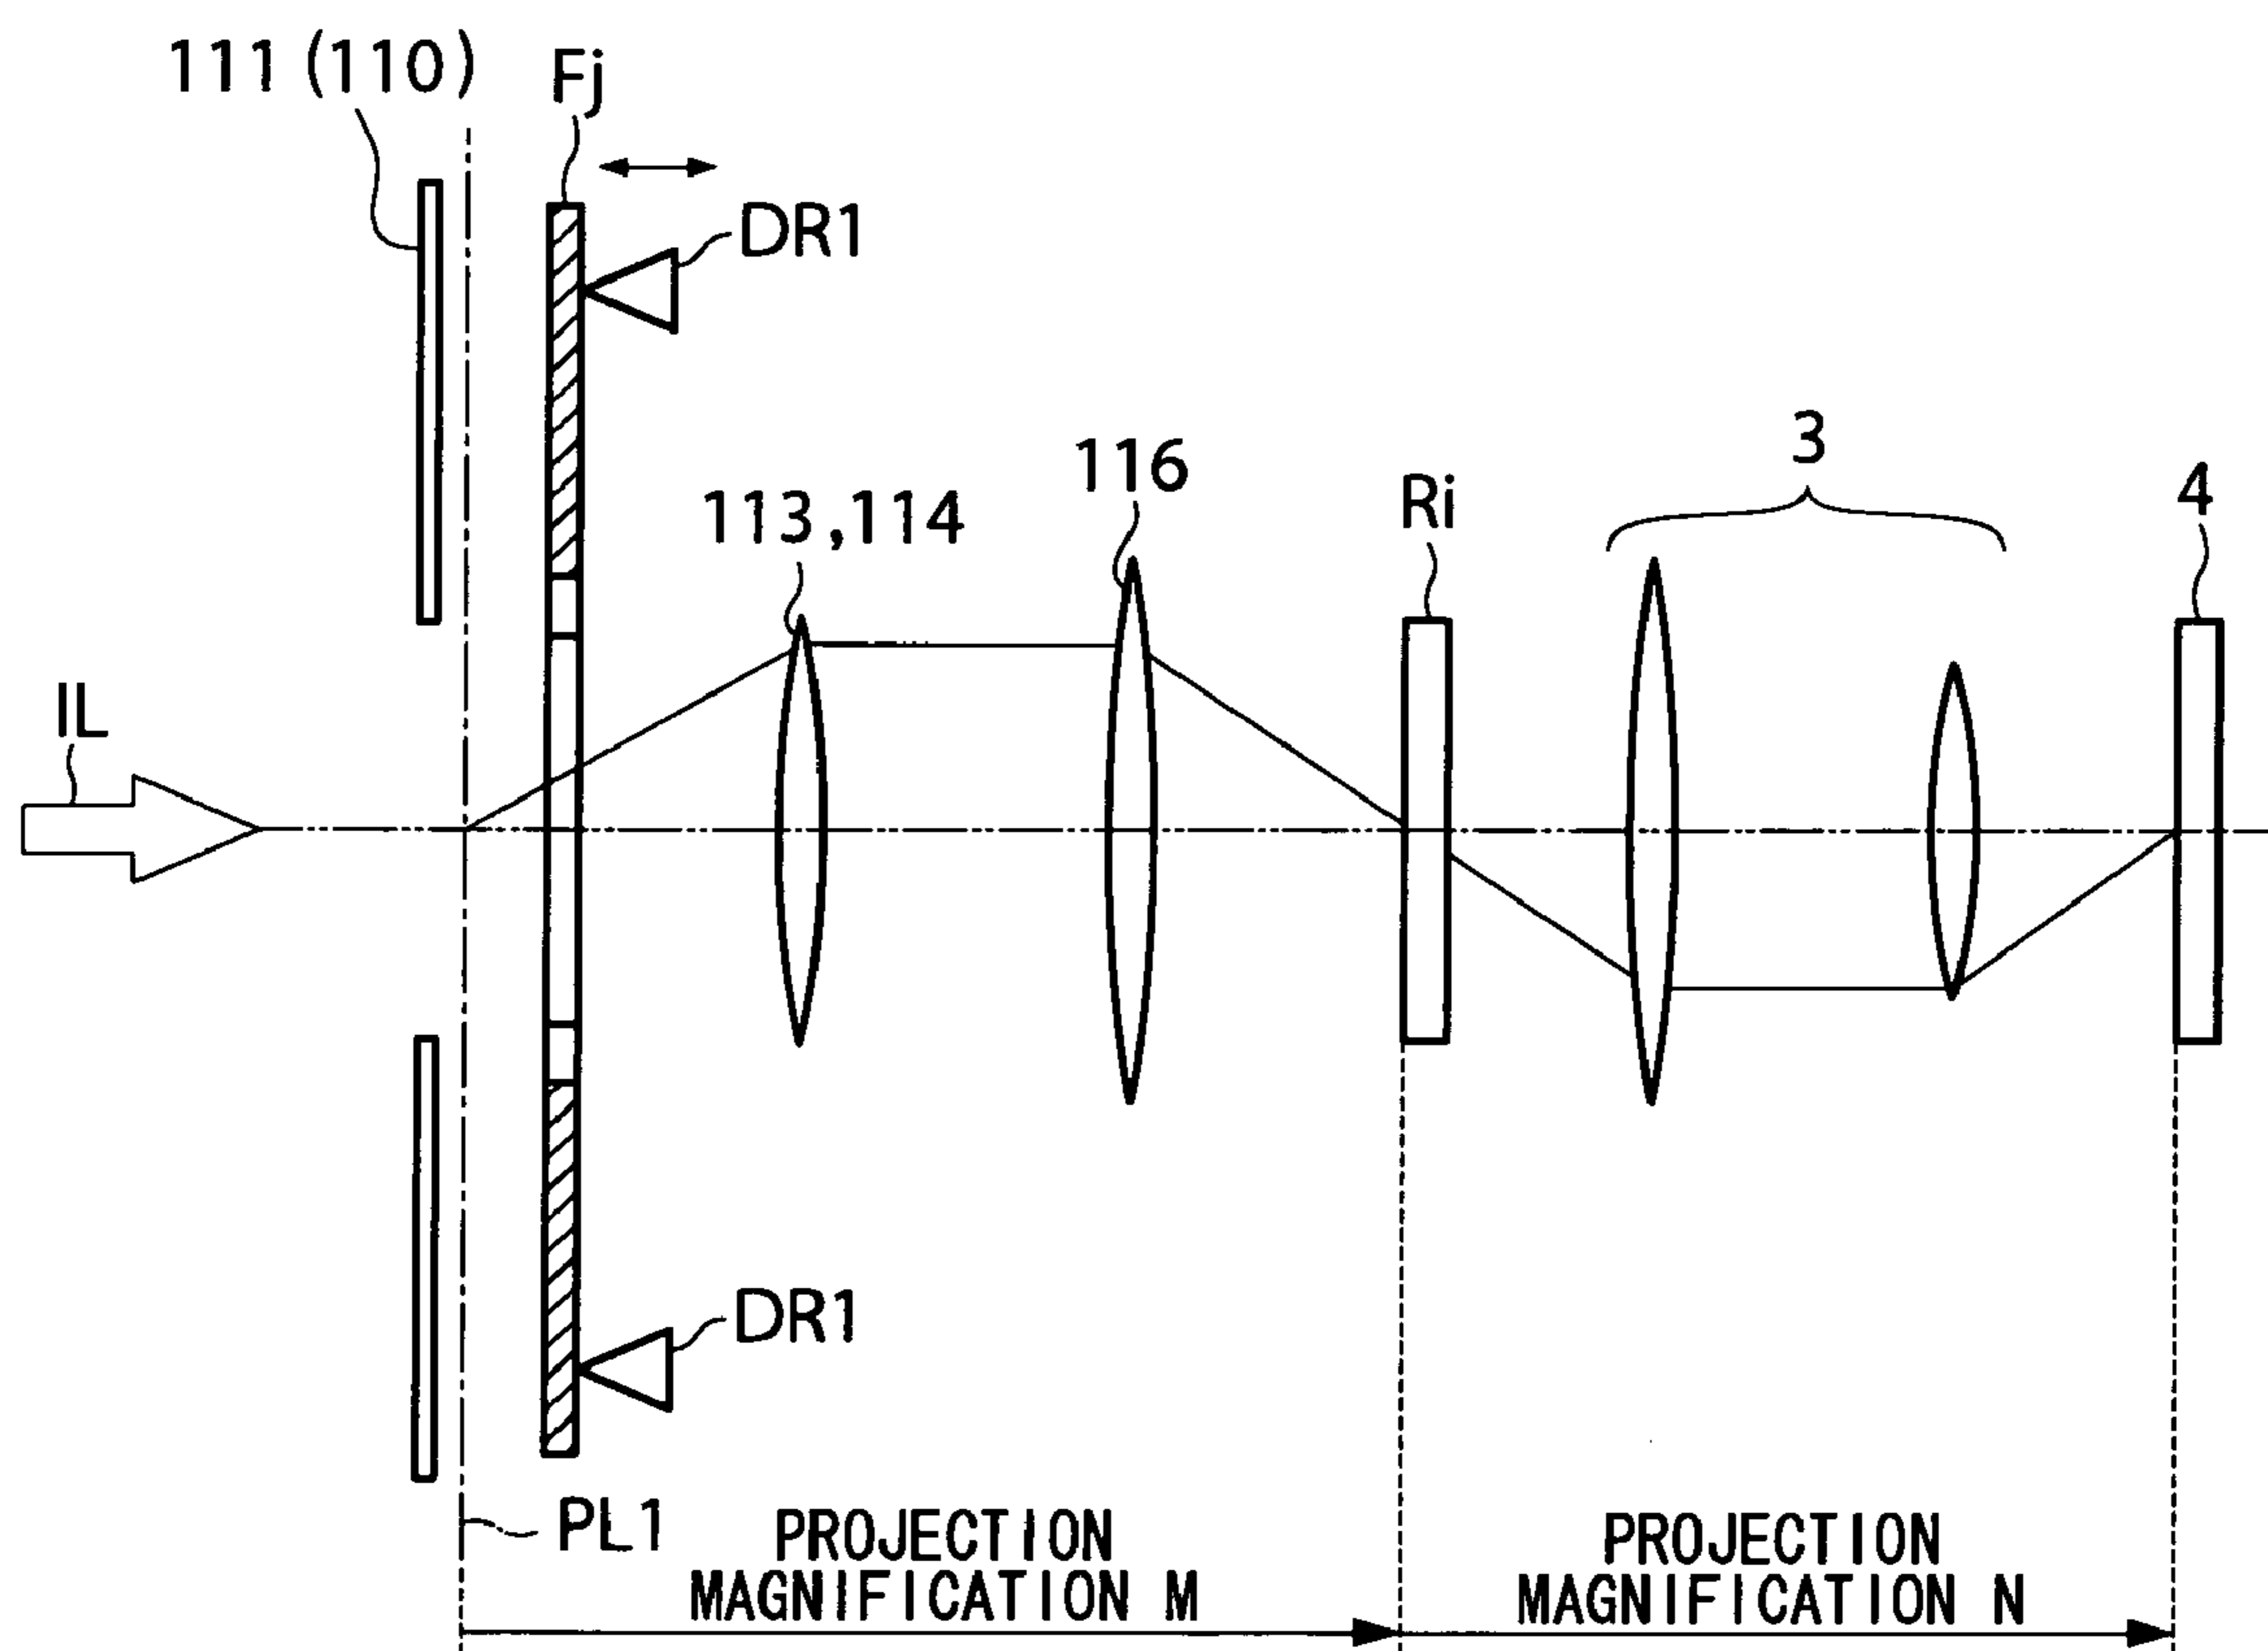 111 (110)
Fj
DR1
3
116
Ri
4
113,114
IL
DR1
PL1
PROJECTION
MAGNIFICATION M
PROJECTION
MAGNIFICATION N